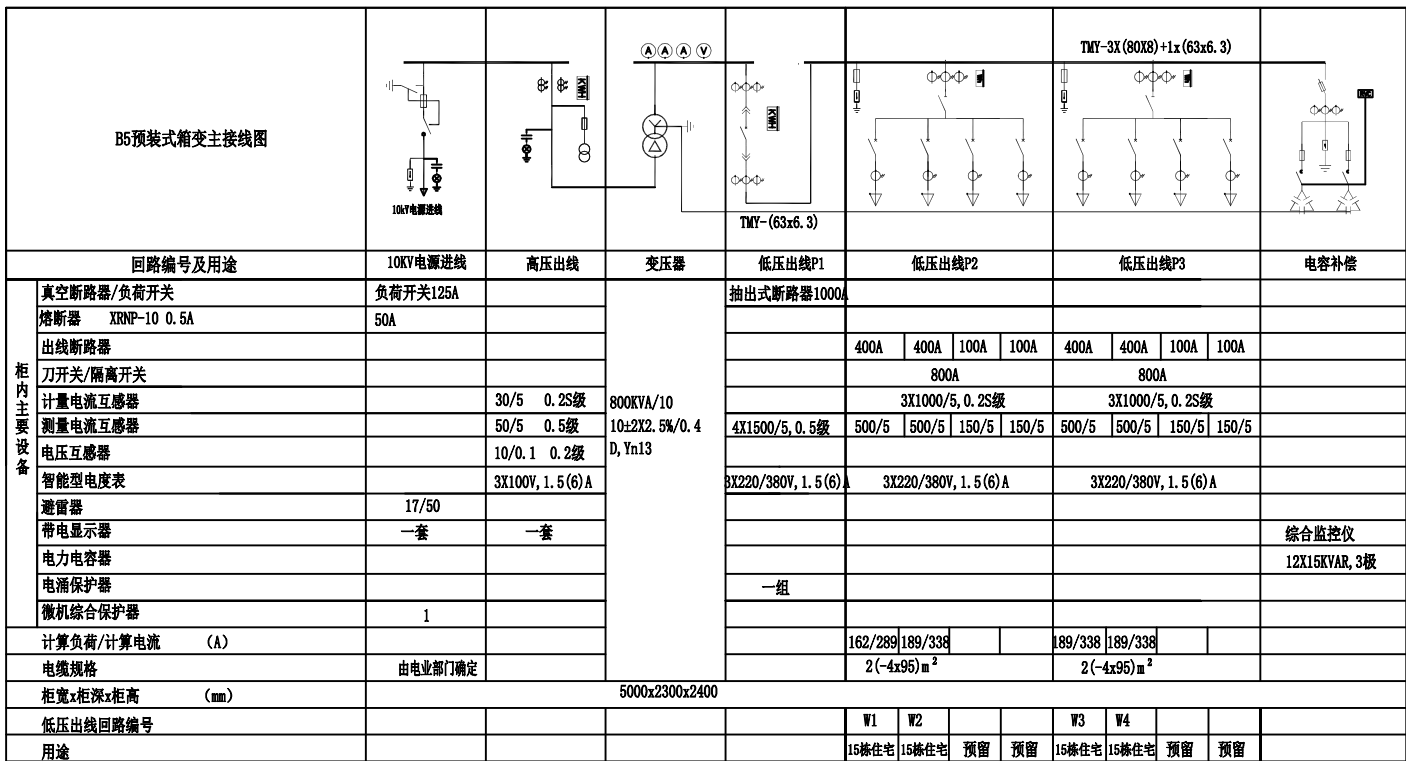 TMY-3X(80X8)+1x(63x6.3)
A A A V
KWH
KWH
B5预装式箱变主接线图
10kV电源进线
TMY-(63x6.3)
回路编号及用途 10KV电源进线 高压出线 变压器 低压出线P1 低压出线P2 低压出线P3 电容补偿
柜内主要设备
真空断路器/负荷开关 负荷开关125A 抽出式断路器1000A
熔断器 XRNP-10 0.5A 50A
出线断路器 400A 400A 100A 100A 400A 400A 100A 100A
刀开关/隔离开关 800A 800A
计量电流互感器 30/5 0.2S级 3X1000/5,0.2S级 3X1000/5,0.2S级
800KVA/10
10±2X2.5%/0.4
D,Yn13
测量电流互感器 50/5 0.5级 4X1500/5,0.5级 500/5 500/5 150/5 150/5 500/5 500/5 150/5 150/5
电压互感器 10/0.1 0.2级
智能型电度表 3X100V,1.5(6)A 3X220/380V,1.5(6)A 3X220/380V,1.5(6)A 3X220/380V,1.5(6)A
避雷器 17/50
带电显示器 一套 一套 综合监控仪
电力电容器 12X15KVAR,3极
电涌保护器 一组
微机综合保护器 1
计算负荷/计算电流 (A) 162/289 189/338 189/338 189/338
电缆规格 由电业部门确定 2(-4x95)m² 2(-4x95)m²
柜宽x柜深x柜高 (mm) 5000x2300x2400
低压出线回路编号 W1 W2 W3 W4
用途 15栋住宅 15栋住宅 预留 预留 15栋住宅 15栋住宅 预留 预留